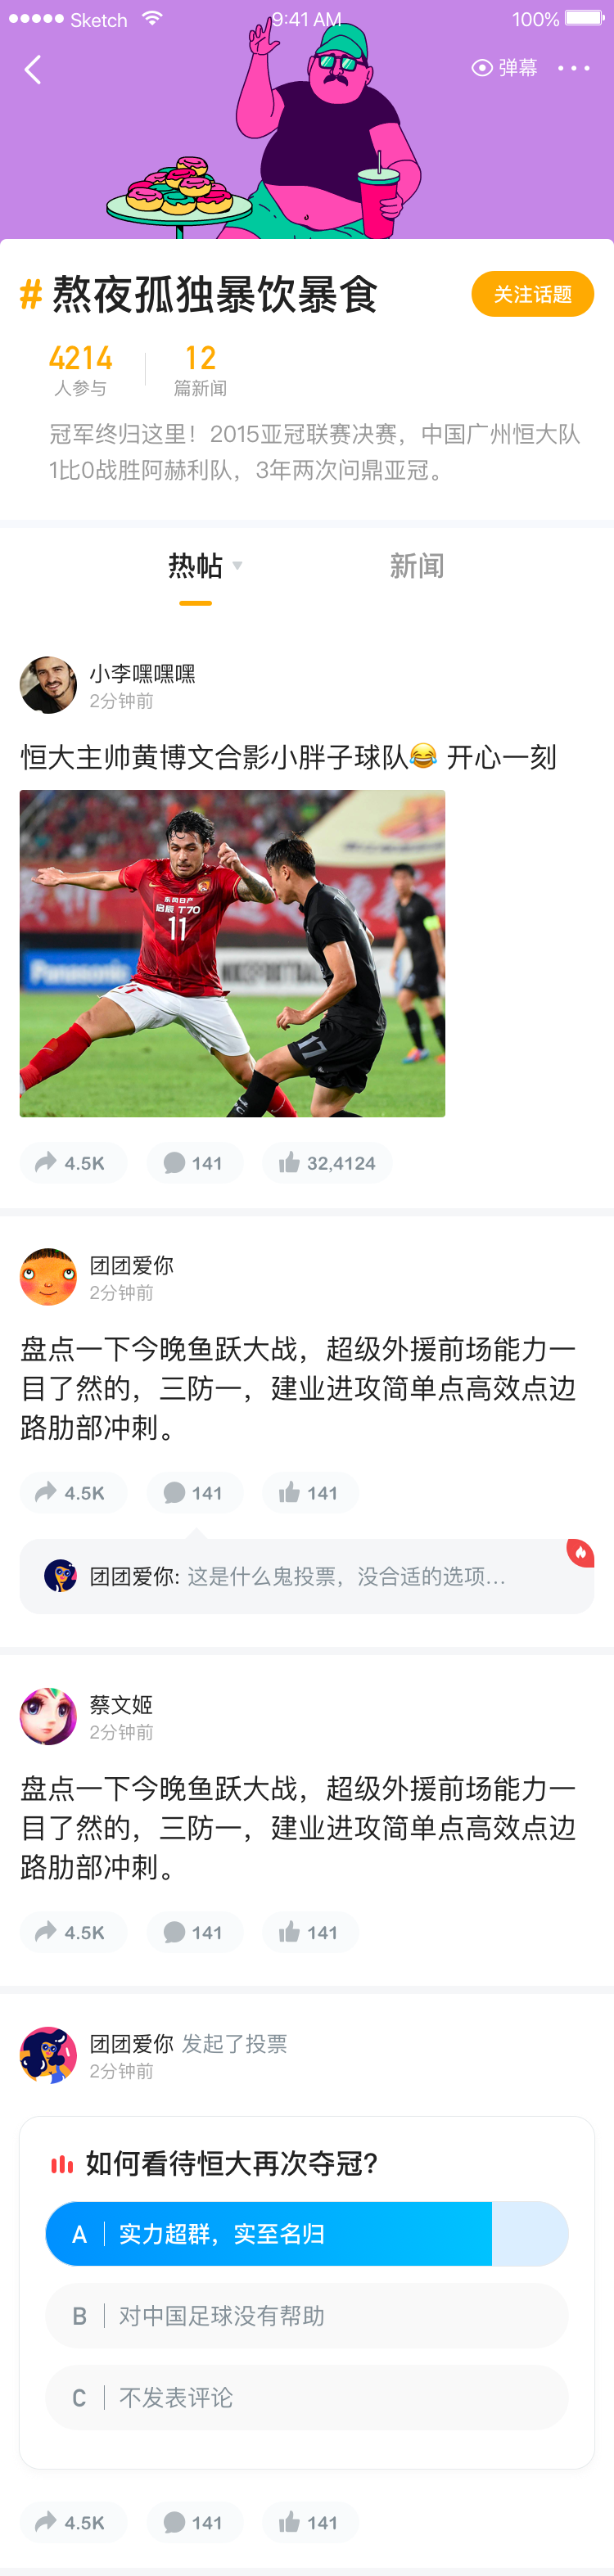 Sketch 9:41 AM 100%
弹幕
# 熬夜孤独暴饮暴食
关注话题
4214 12
人参与 篇新闻
冠军终归这里！2015亚冠联赛决赛，中国广州恒大队
1比0战胜阿赫利队，3年两次问鼎亚冠。
热帖 新闻
小李嘿嘿嘿
2分钟前
恒大主帅黄博文合影小胖子球队😂 开心一刻
东风日产
启辰 T70
11
Panasonic
17
4.5K 141 32,4124
团团爱你
2分钟前
盘点一下今晚鱼跃大战，超级外援前场能力一
目了然的，三防一，建业进攻简单点高效点边
路肋部冲刺。
4.5K 141 141
团团爱你: 这是什么鬼投票，没合适的选项...
蔡文姬
2分钟前
盘点一下今晚鱼跃大战，超级外援前场能力一
目了然的，三防一，建业进攻简单点高效点边
路肋部冲刺。
4.5K 141 141
团团爱你 发起了投票
2分钟前
如何看待恒大再次夺冠?
A 实力超群，实至名归
B 对中国足球没有帮助
C 不发表评论
4.5K 141 141